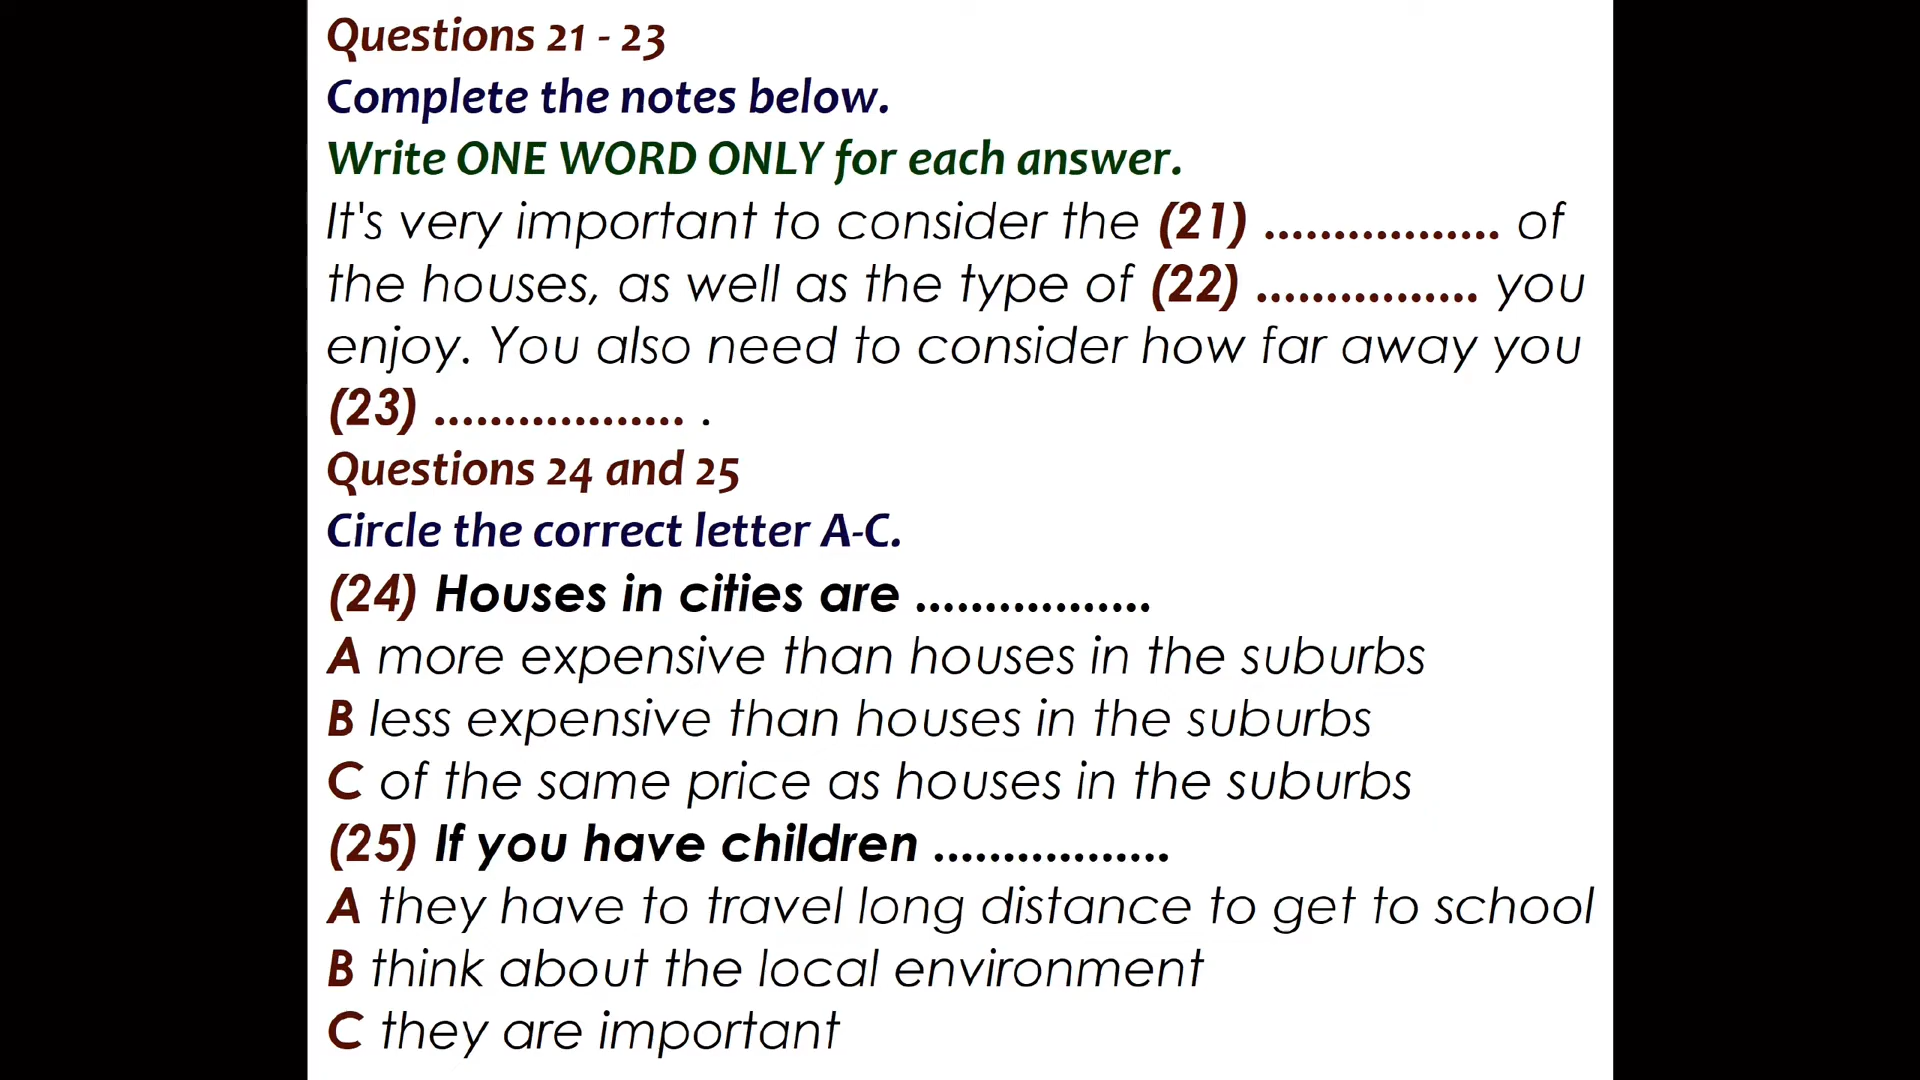 Questions 21 - 23
Complete the notes below.
Write ONE WORD ONLY for each answer.
It's very important to consider the (21) ................. of
the houses, as well as the type of (22) ................ you
enjoy. You also need to consider how far away you
(23) .................. .
Questions 24 and 25
Circle the correct letter A-C.
(24) Houses in cities are .................
A more expensive than houses in the suburbs
B less expensive than houses in the suburbs
C of the same price as houses in the suburbs
(25) If you have children .................
A they have to travel long distance to get to school
B think about the local environment
C they are important